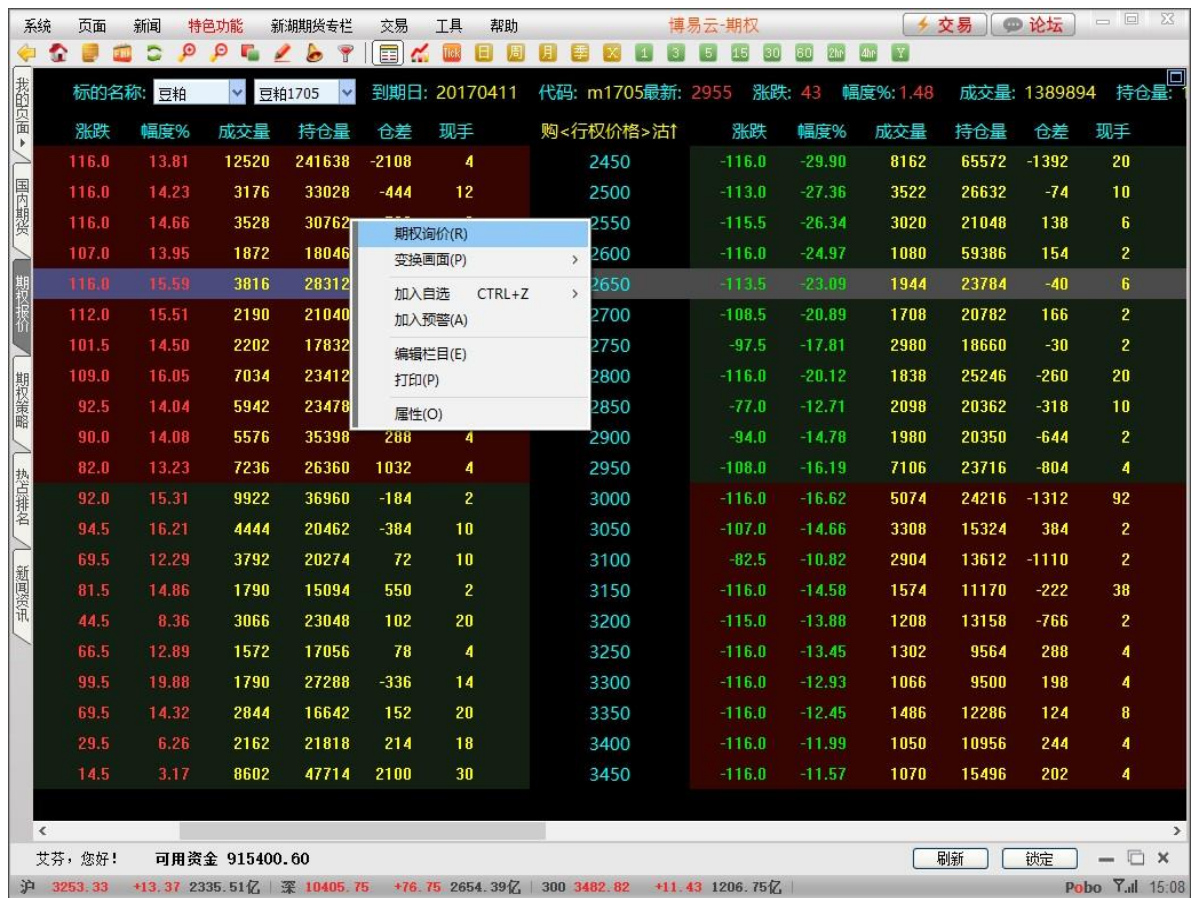 系统 页面 新闻 特色功能 新湖期货专栏 交易 工具 帮助 博易云-期权 交易 论坛
Tick 日 周 月 季 X 1 3 5 15 30 60 2hr 4hr Y
我的页面
国内期货
期权报价
期权策略
热点排名
新闻资讯
标的名称: 豆粕 豆粕1705 到期日: 20170411 代码: m1705最新: 2955 涨跌: 43 幅度%: 1.48 成交量: 1389894 持仓量:
涨跌 幅度% 成交量 持仓量 仓差 现手 购<行权价格>沽↑ 涨跌 幅度% 成交量 持仓量 仓差 现手
116.0 13.81 12520 241638 -2108 4 2450 -116.0 -29.90 8162 65572 -1392 20
116.0 14.23 3176 33028 -444 12 2500 -113.0 -27.36 3522 26632 -74 10
116.0 14.66 3528 30762 2550 -115.5 -26.34 3020 21048 138 6
107.0 13.95 1872 18046 2600 -116.0 -24.97 1080 59386 154 2
116.0 15.59 3816 28312 2650 -113.5 -23.09 1944 23784 -40 6
112.0 15.51 2190 21040 2700 -108.5 -20.89 1708 20782 166 2
101.5 14.50 2202 17832 2750 -97.5 -17.81 2980 18660 -30 2
109.0 16.05 7034 23412 2800 -116.0 -20.12 1838 25246 -260 20
92.5 14.04 5942 23478 2850 -77.0 -12.71 2098 20362 -318 10
90.0 14.08 5576 35398 288 4 2900 -94.0 -14.78 1980 20350 -644 2
82.0 13.23 7236 26360 1032 4 2950 -108.0 -16.19 7106 23716 -804 4
92.0 15.31 9922 36960 -184 2 3000 -116.0 -16.62 5074 24216 -1312 92
94.5 16.21 4444 20462 -384 10 3050 -107.0 -14.66 3308 15324 384 2
69.5 12.29 3792 20274 72 10 3100 -82.5 -10.82 2904 13612 -1110 2
81.5 14.86 1790 15094 550 2 3150 -116.0 -14.58 1574 11170 -222 38
44.5 8.36 3066 23048 102 20 3200 -115.0 -13.88 1208 13158 -766 2
66.5 12.89 1572 17056 78 4 3250 -116.0 -13.45 1302 9564 288 4
99.5 19.88 1790 27288 -336 14 3300 -116.0 -12.93 1066 9500 198 4
69.5 14.32 2844 16642 152 20 3350 -116.0 -12.45 1486 12286 124 8
29.5 6.26 2162 21818 214 18 3400 -116.0 -11.99 1050 10956 244 4
14.5 3.17 8602 47714 2100 30 3450 -116.0 -11.57 1070 15496 202 4
期权询价(R)
变换画面(P)
加入自选 CTRL+Z
加入预警(A)
编辑栏目(E)
打印(P)
属性(O)
艾芬，您好! 可用资金 915400.60 刷新 锁定
沪 3253.33 +13.37 2335.51亿 深 10405.75 +76.75 2654.39亿 300 3482.82 +11.43 1206.75亿 Pobo 15:08